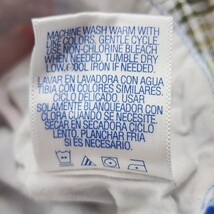 MACHINE WASH WARM WITH
LIKE COLORS. GENTLE CYCLE
USE NON-CHLORINE BLEACH
WHEN NEEDED. TUMBLE DRY
LOW. COOL IRON IF NEEDED.
LAVAR EN LAVADORA CON AGUA
TIBIA CON COLORES SIMILARES.
CICLO DELICADO. USAR
SOLAMENTE BLANQUEADOR SIN
CLORO CUANDO SE NECESITE.
SECAR EN SECADORA CICLO
LENTO. PLANCHAR FRIA
SI ES NECESARIO.